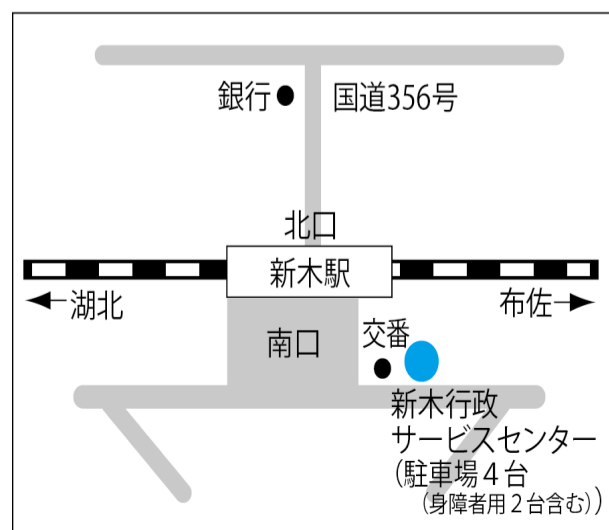 銀行
国道356号
北口
新木駅
←湖北
布佐→
南口
交番
新木行政
サービスセンター
(駐車場4台
(身障者用2台含む))